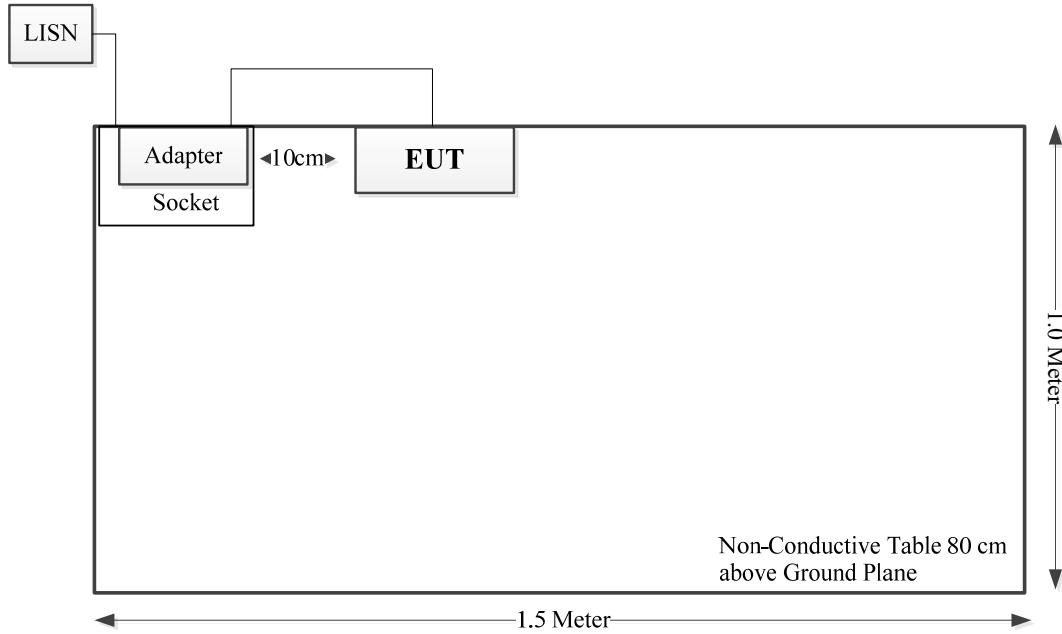 LISN
Adapter
10cm
EUT
Socket
1.0 Meter
Non-Conductive Table 80 cm
above Ground Plane
1.5 Meter